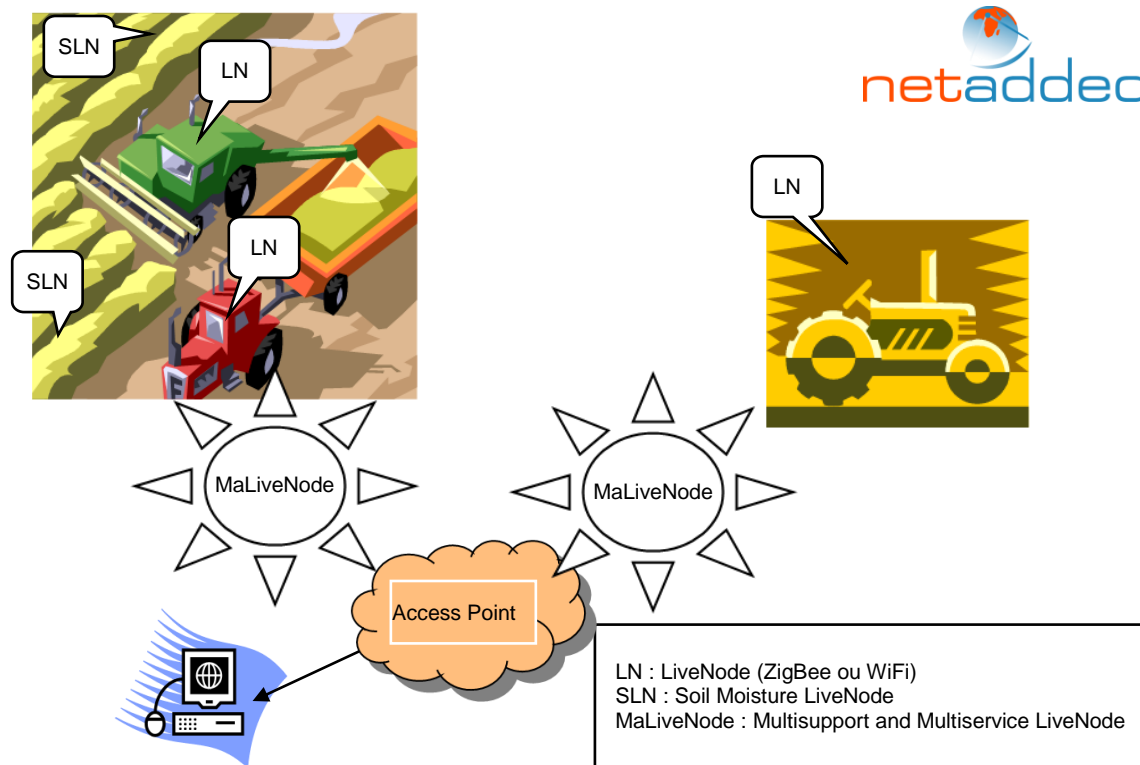 SLN
LN
netadded
LN
LN
SLN
MaLiveNode
MaLiveNode
Access Point
LN : LiveNode (ZigBee ou WiFi)
SLN : Soil Moisture LiveNode
MaLiveNode : Multisupport and Multiservice LiveNode